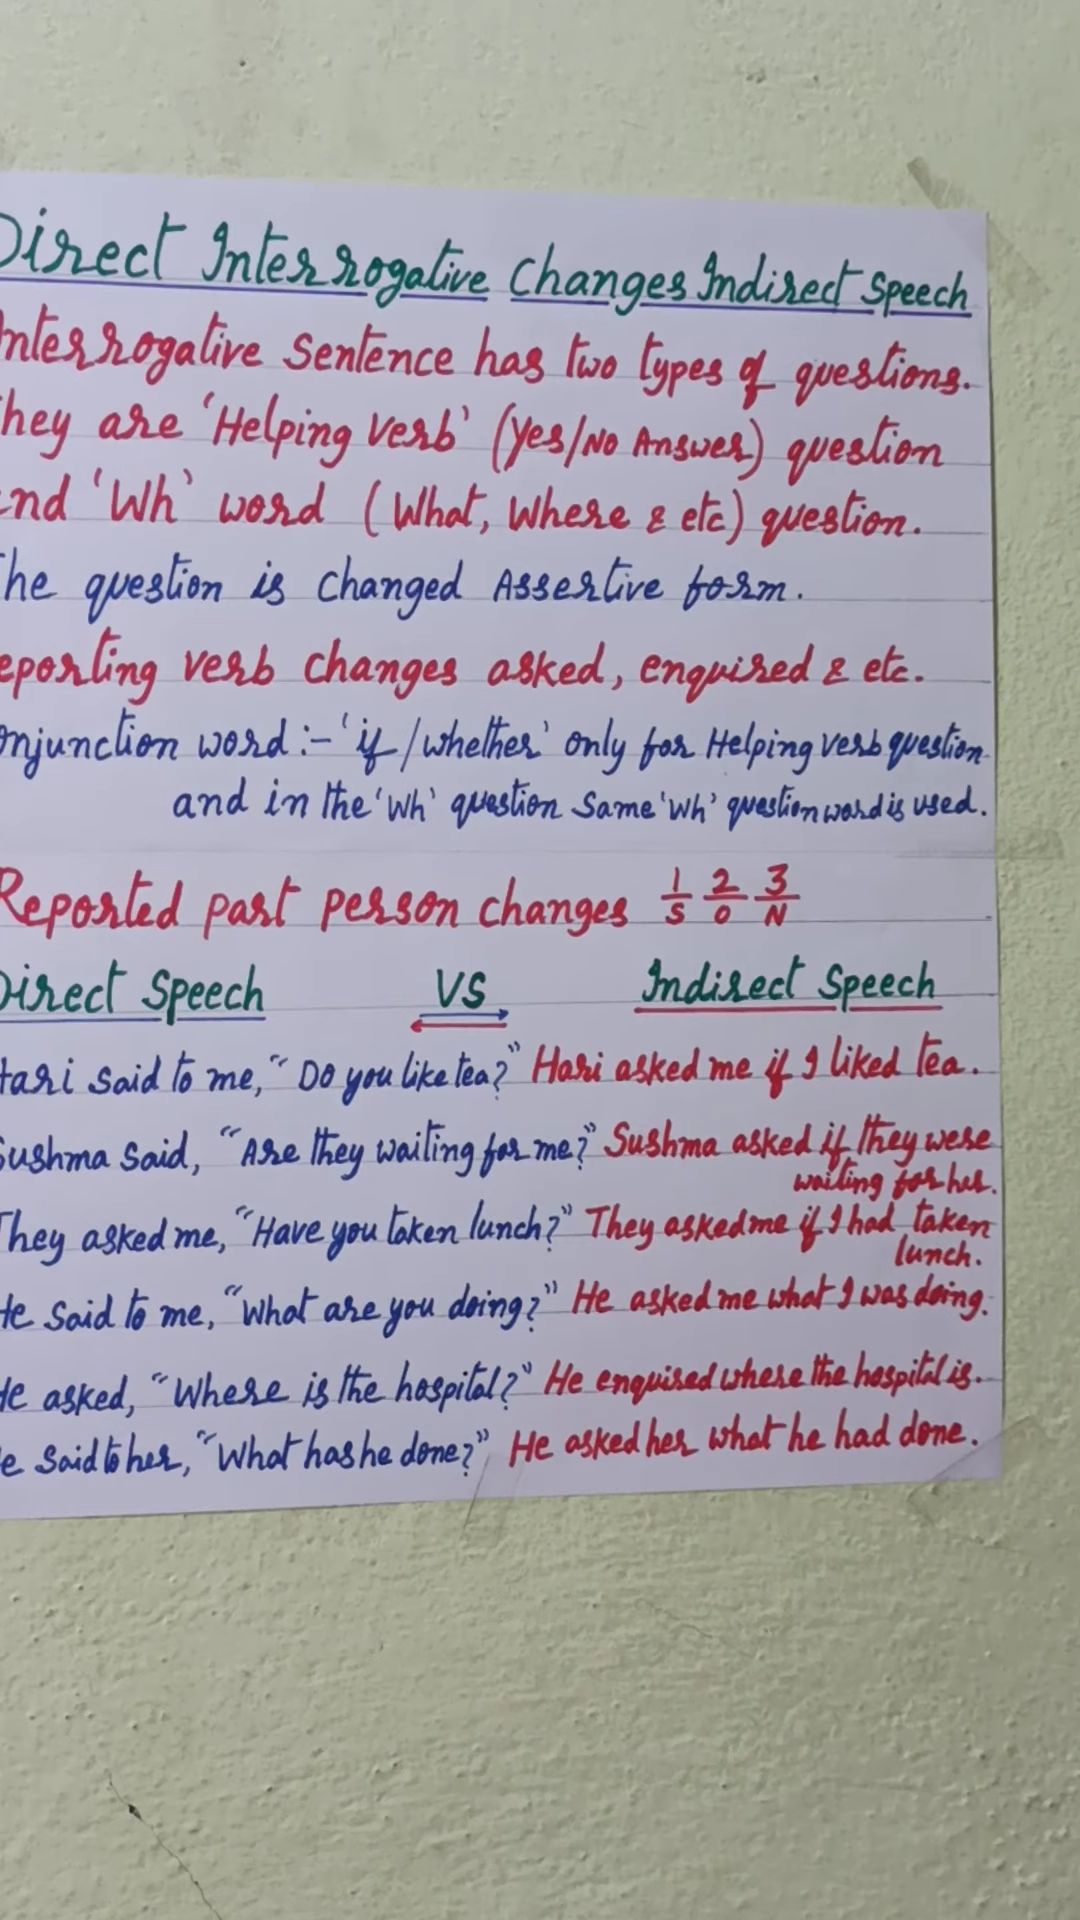 Direct Interrogative Changes Indirect Speech
Interrogative Sentence has two types of questions.
They are 'Helping verb' (Yes/No Answer) question
and 'Wh' word (What, Where & etc) question.
The question is changed Assertive form.
Reporting verb changes asked, enquired & etc.
Conjunction word :- 'if/whether' only for Helping verb question
and in the 'Wh' question Same 'Wh' question word is used.
Reported part person changes 1/S 2/O 3/N
Direct Speech VS Indirect Speech
Hari said to me, "Do you like tea?" Hari asked me if I liked tea.
Sushma said, "Are they waiting for me?" Sushma asked if they were
waiting for her.
They asked me, "Have you taken lunch?" They asked me if I had taken
lunch.
He said to me, "What are you doing?" He asked me what I was doing.
He asked, "Where is the hospital?" He enquired where the hospital is.
He said to her, "What has he done?" He asked her what he had done.